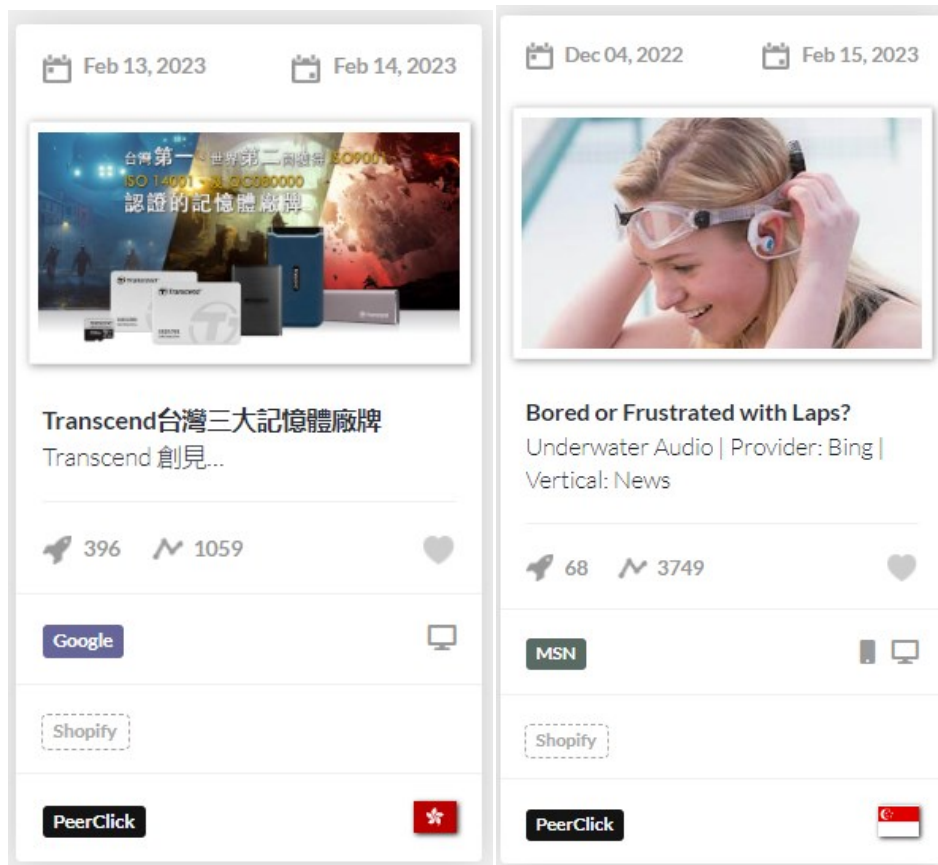 Feb 13, 2023
Feb 14, 2023
台灣第一、世界第二 ISO9001
ISO 14001
認證的記憶體廠牌
Transcend
Transcend
Transcend台灣三大記憶體廠牌
Transcend 創見...
396
1059
Google
Shopify
PeerClick
Dec 04, 2022
Feb 15, 2023
Bored or Frustrated with Laps?
Underwater Audio | Provider: Bing |
Vertical: News
68
3749
MSN
Shopify
PeerClick